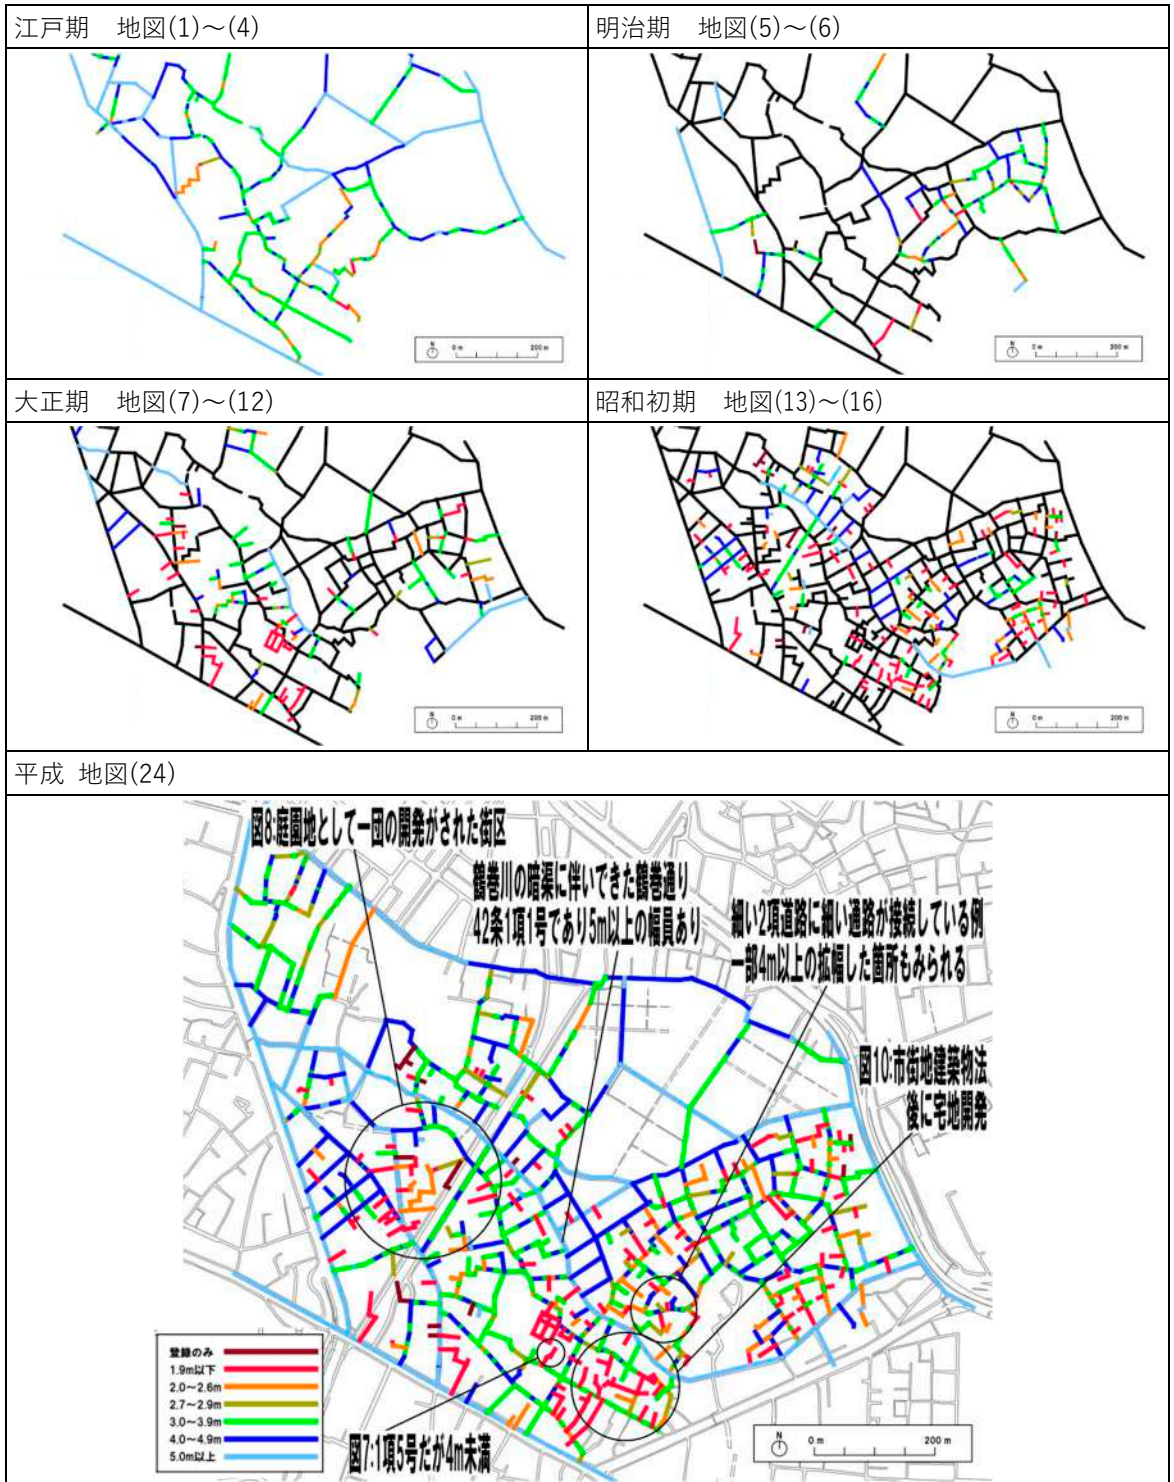 江戸期　地図(1)～(4)
明治期　地図(5)～(6)
N
0 m
200 m
N
0 m
200 m
大正期　地図(7)～(12)
昭和初期　地図(13)～(16)
N
0 m
200 m
N
0 m
200 m
平成 地図(24)
図8:庭園地として一団の開発がされた街区
鶴巻川の暗渠に伴いできた鶴巻通り
42条1項1号であり5m以上の幅員あり
細い2項道路に細い通路が接続している例
一部4m以上の拡幅した箇所もみられる
図10:市街地建築物法
後に宅地開発
登録のみ
1.9m以下
2.0～2.6m
2.7～2.9m
3.0～3.9m
4.0～4.9m
5.0m以上
図7:1項5号だが4m未満
N
0 m
200 m